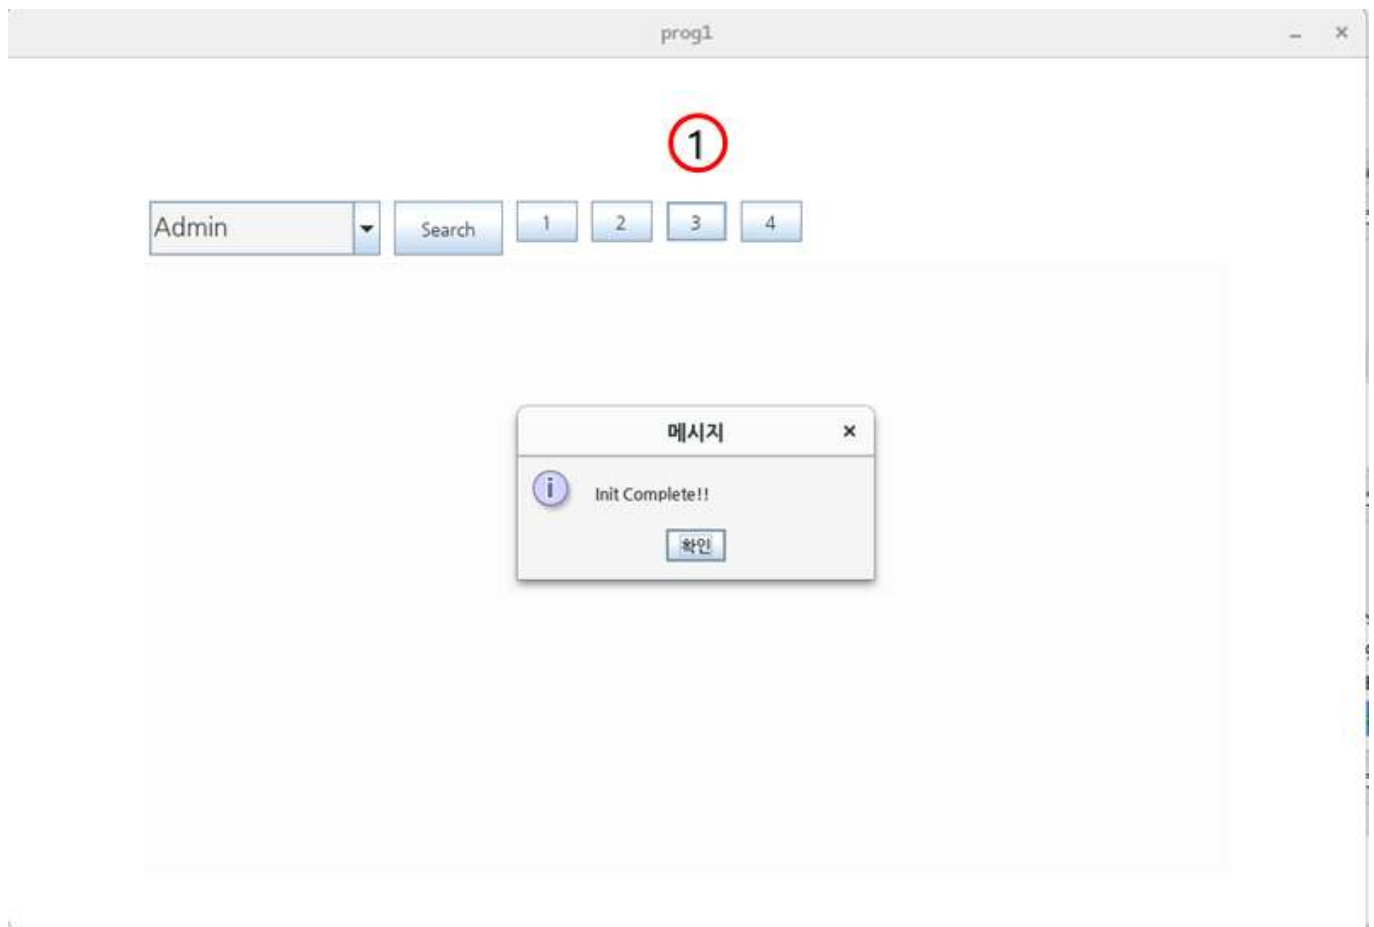 prog1
1
Admin
Search
1
2
3
4
메시지
Init Complete!!
확인